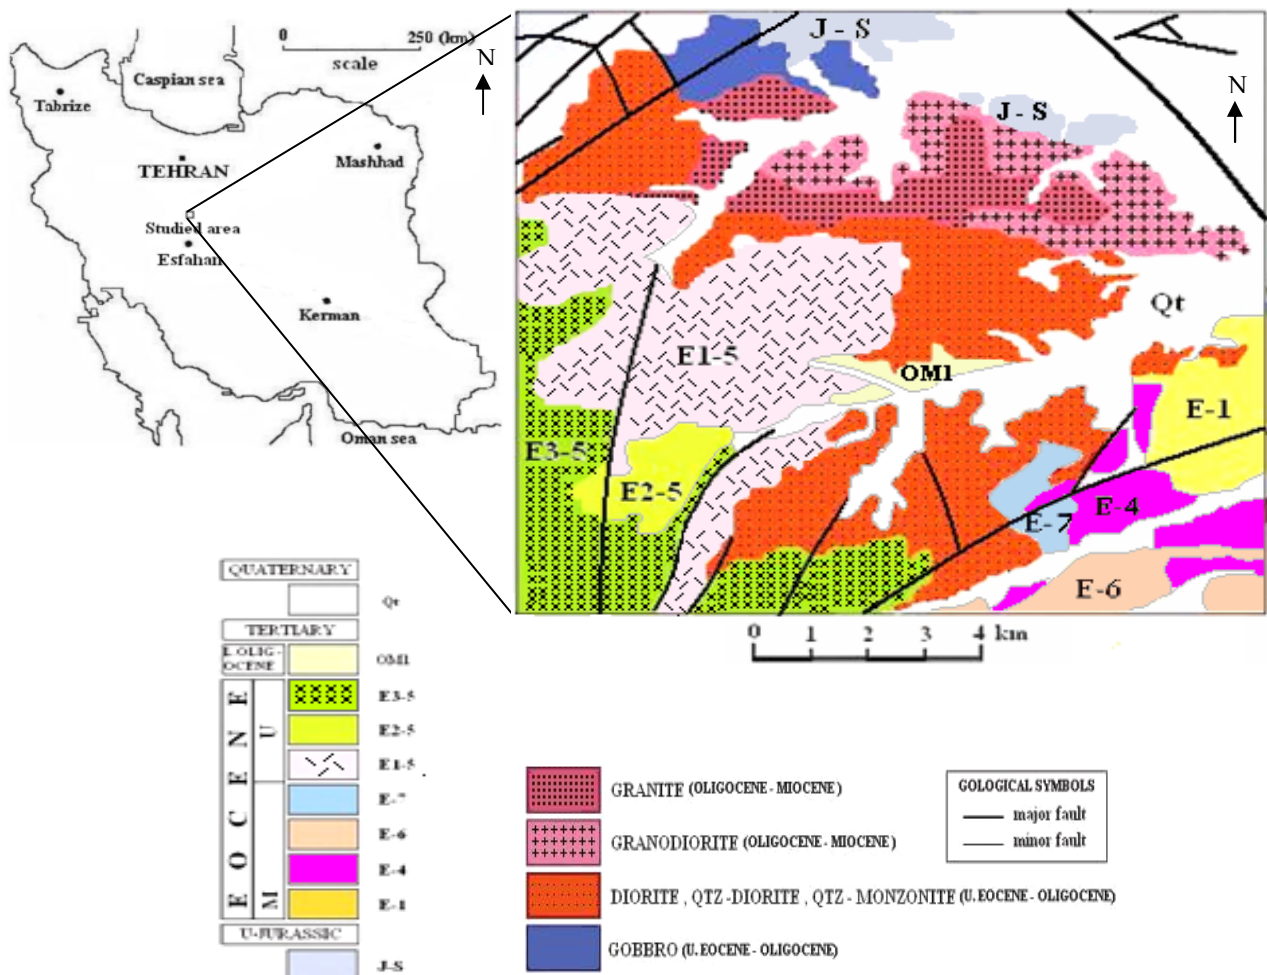 0 250 (km)
scale
N
Caspian sea
Tabrize
TEHRAN
Mashhad
Studied area
Esfahan
Kerman
Oman sea
J - S
J - S
N
Qt
E1-5
OM1
E-1
E3-5
E2-5
E-4
E-7
E-6
0 1 2 3 4 km
QUATERNARY
Qt
TERTIARY
L OLIG-
OCENE
OM1
EOCENE
U
M
E3-5
E2-5
E1-5
E-7
E-6
E-4
E-1
U-JURASSIC
J-S
GRANITE (OLIGOCENE - MIOCENE)
GRANODIORITE (OLIGOCENE - MIOCENE)
DIORITE , QTZ -DIORITE , QTZ - MONZONITE (U. EOCENE - OLIGOCENE)
GOBBRO (U. EOCENE - OLIGOCENE)
GOLOGICAL SYMBOLS
major fault
minor fault